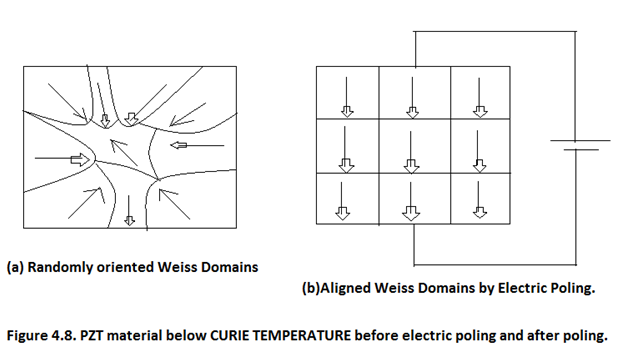 (a) Randomly oriented Weiss Domains
(b)Aligned Weiss Domains by Electric Poling.
Figure 4.8. PZT material below CURIE TEMPERATURE before electric poling and after poling.